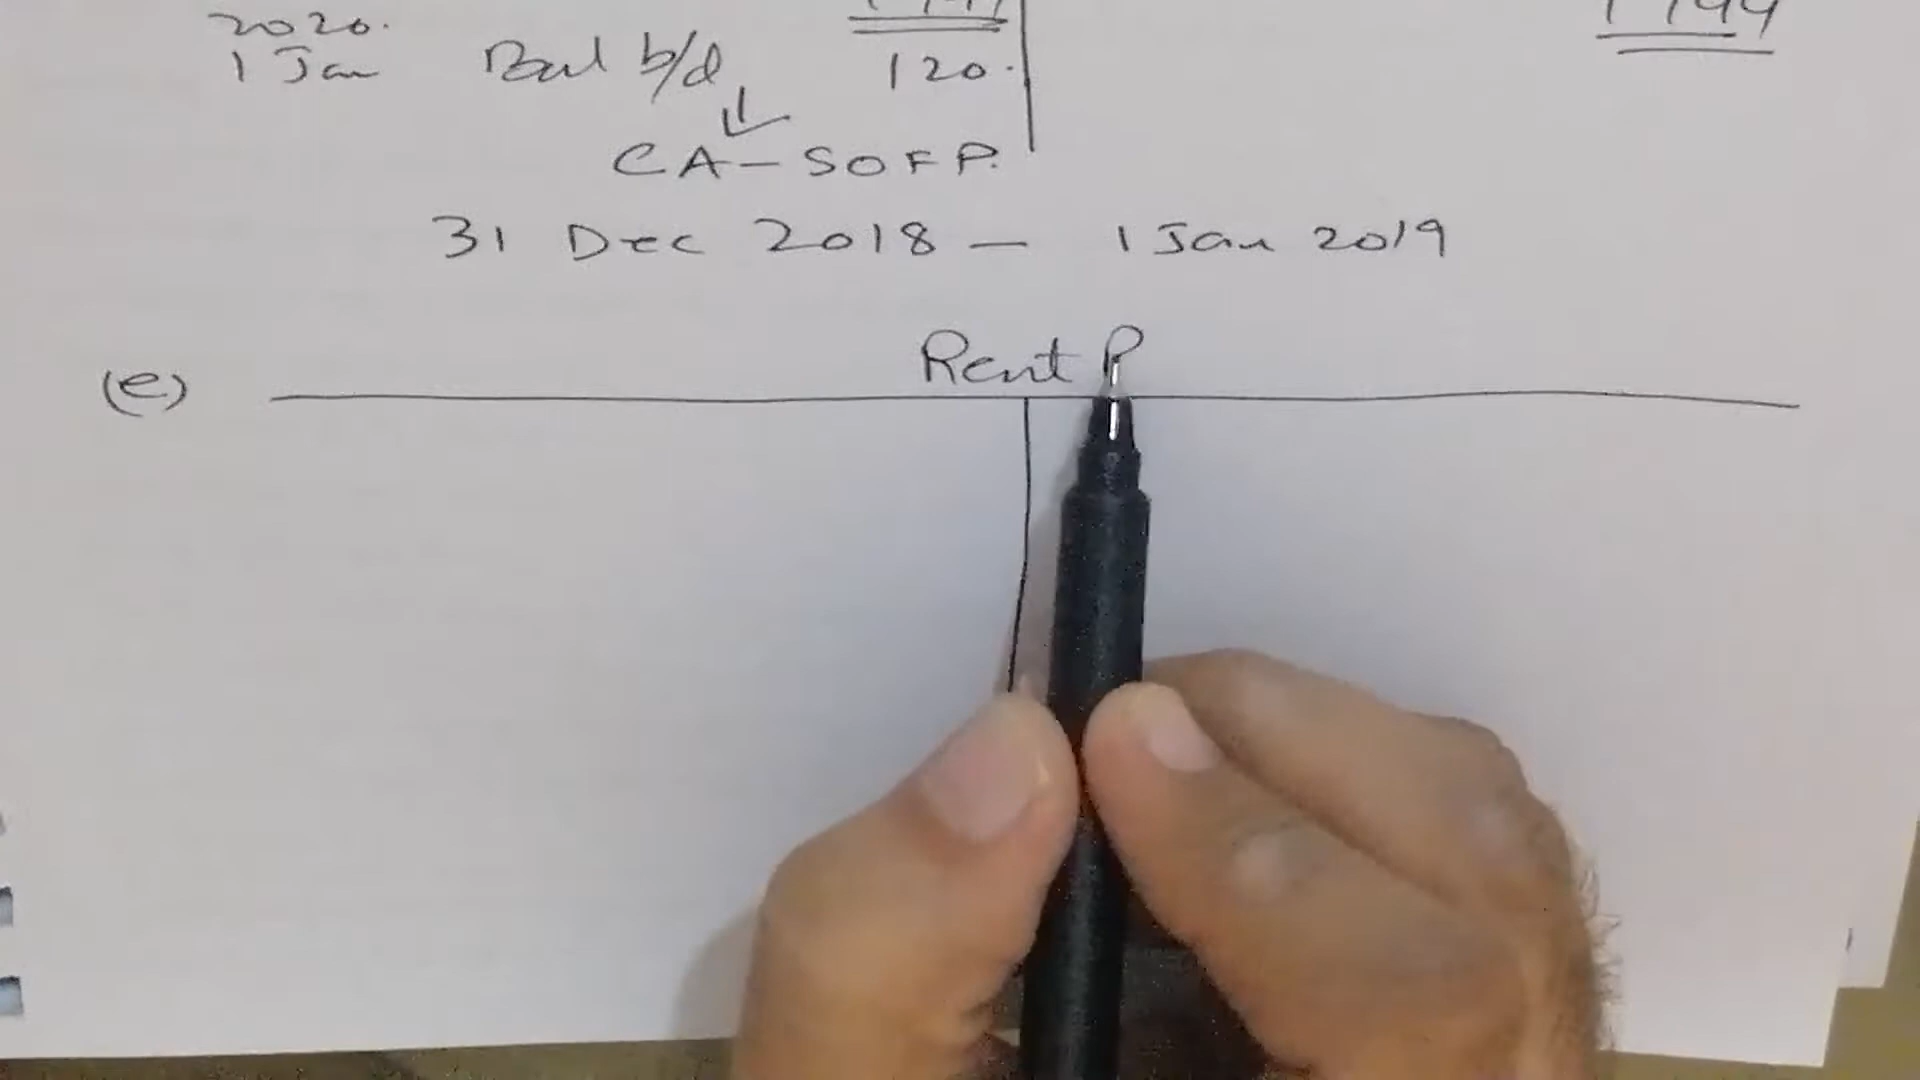 2020.
1 Jan Bal b/d 120.
CA - SOFP.
31 Dec 2018 - 1 Jan 2019
Rent P
(e)